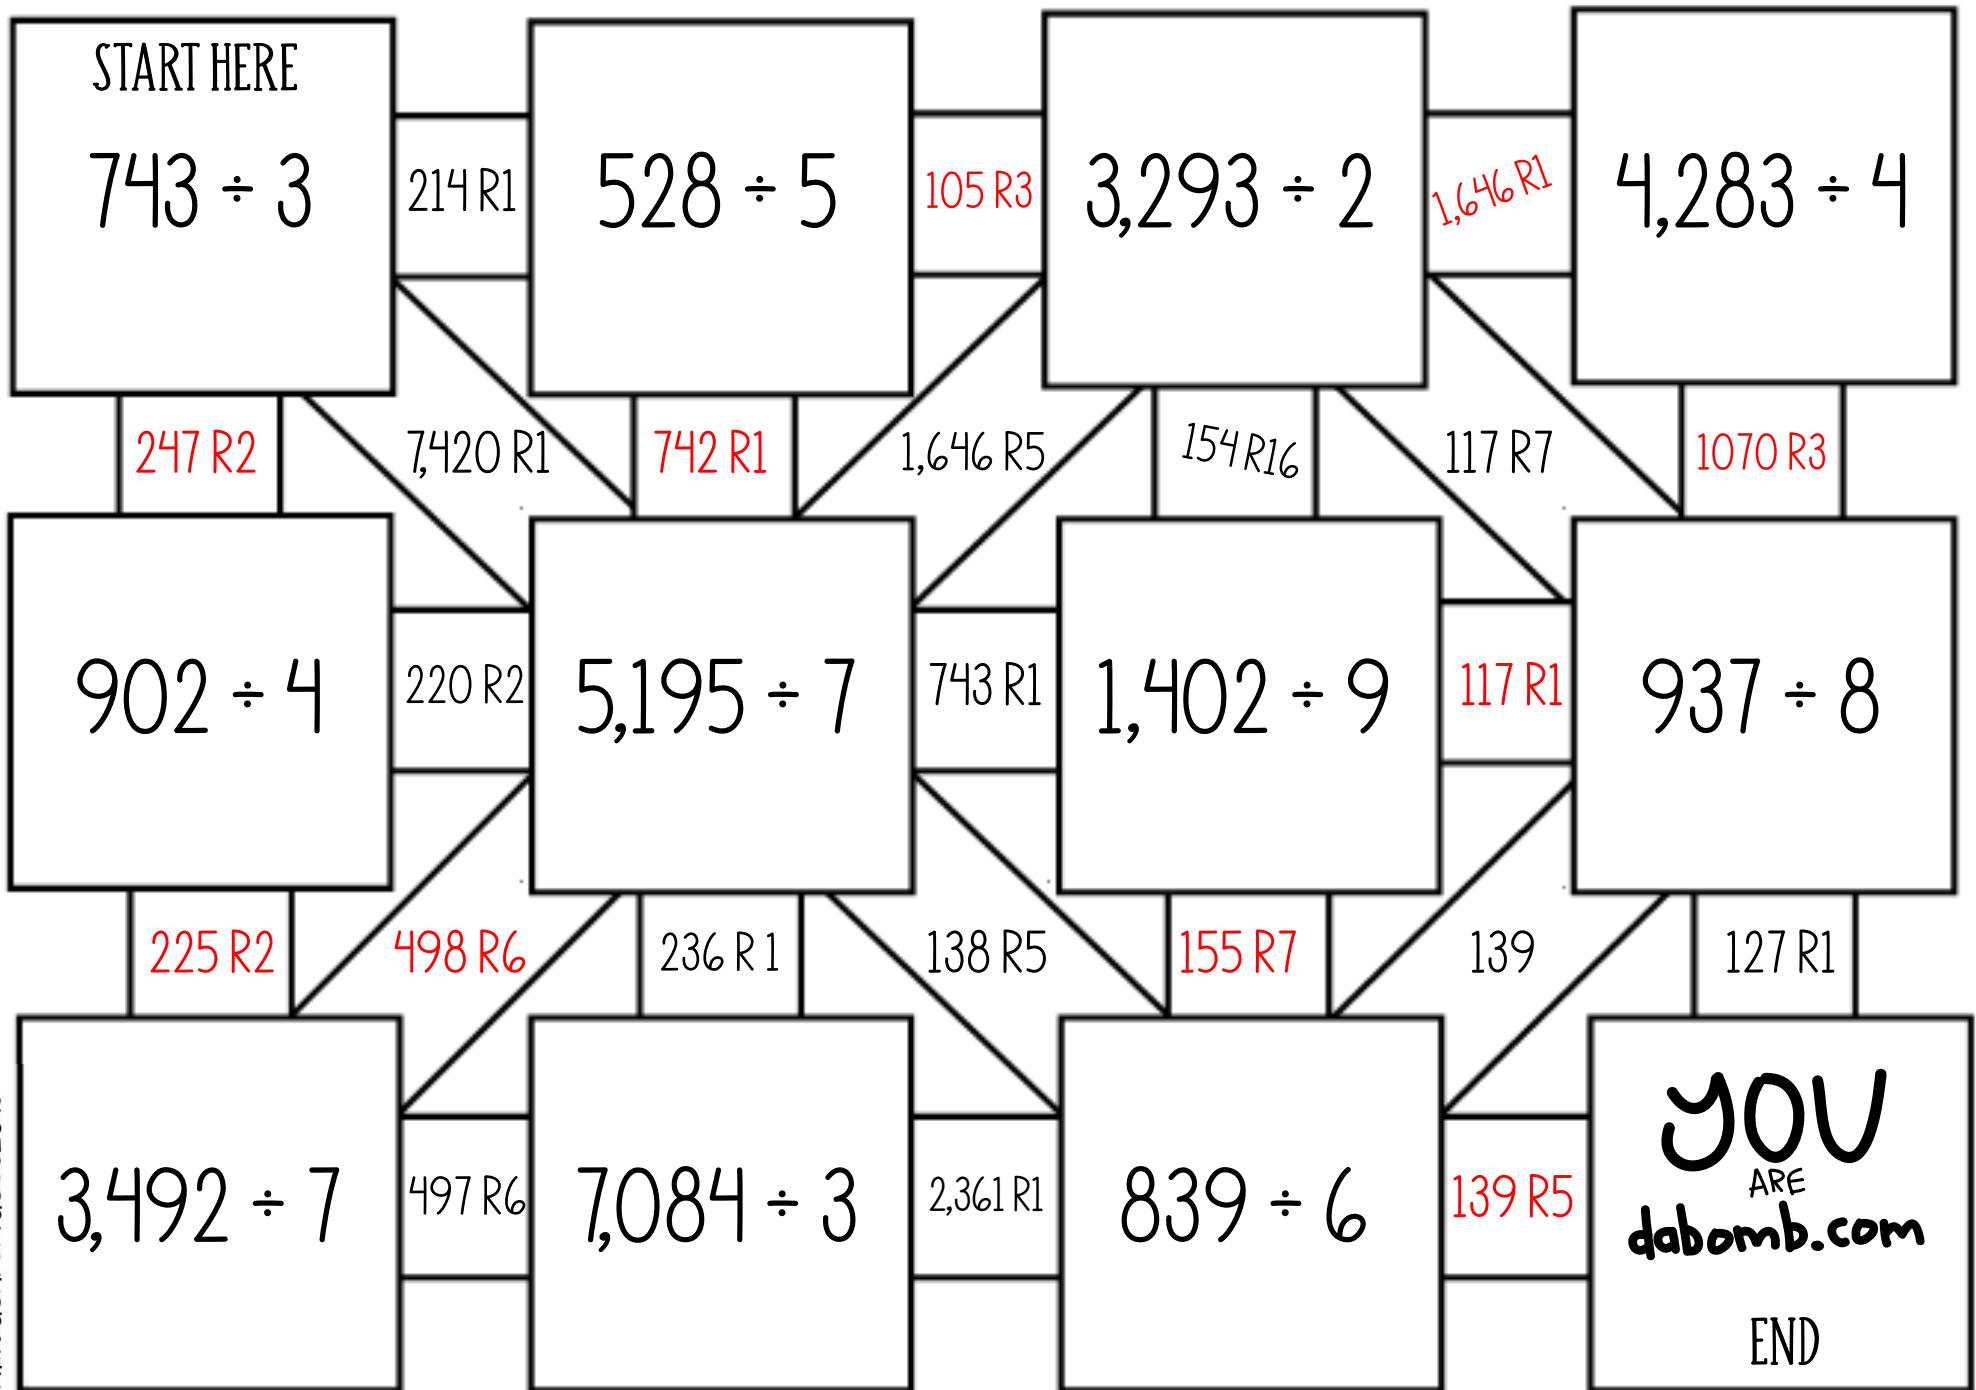 START HERE
743 ÷ 3
214 R1
528 ÷ 5
105 R3
3,293 ÷ 2
1,646 R1
4,283 ÷ 4
247 R2
7,420 R1
742 R1
1,646 R5
154 R16
117 R7
1070 R3
902 ÷ 4
220 R2
5,195 ÷ 7
743 R1
1,402 ÷ 9
117 R1
937 ÷ 8
225 R2
498 R6
236 R 1
138 R5
155 R7
139
127 R1
3,492 ÷ 7
497 R6
7,084 ÷ 3
2,361 R1
839 ÷ 6
139 R5
YOU
ARE
dabomb.com
END